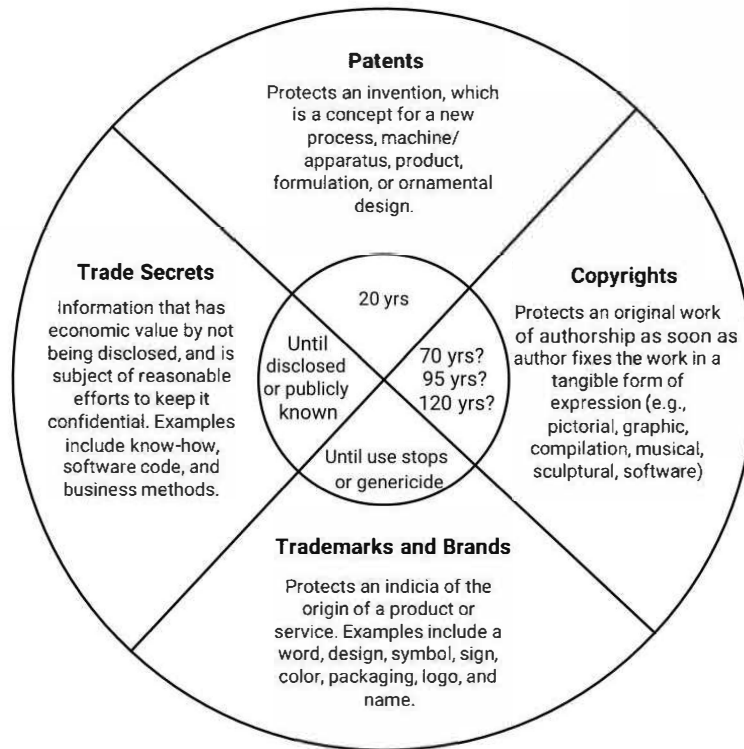 Patents
Protects an invention, which
is a concept for a new
process, machine/
apparatus, product,
formulation, or ornamental
design.
20 yrs
Trade Secrets
Information that has
economic value by not
being disclosed, and is
subject of reasonable
efforts to keep it
confidential. Examples
include know-how,
software code, and
business methods.
Until
disclosed
or publicly
known
70 yrs?
95 yrs?
120 yrs?
Copyrights
Protects an original work
of authorship as soon as
author fixes the work in a
tangible form of
expression (e.g.,
pictorial, graphic,
compilation, musical,
sculptural, software)
Until use stops
or genericide
Trademarks and Brands
Protects an indicia of the
origin of a product or
service. Examples include a
word, design, symbol, sign,
color, packaging, logo, and
name.